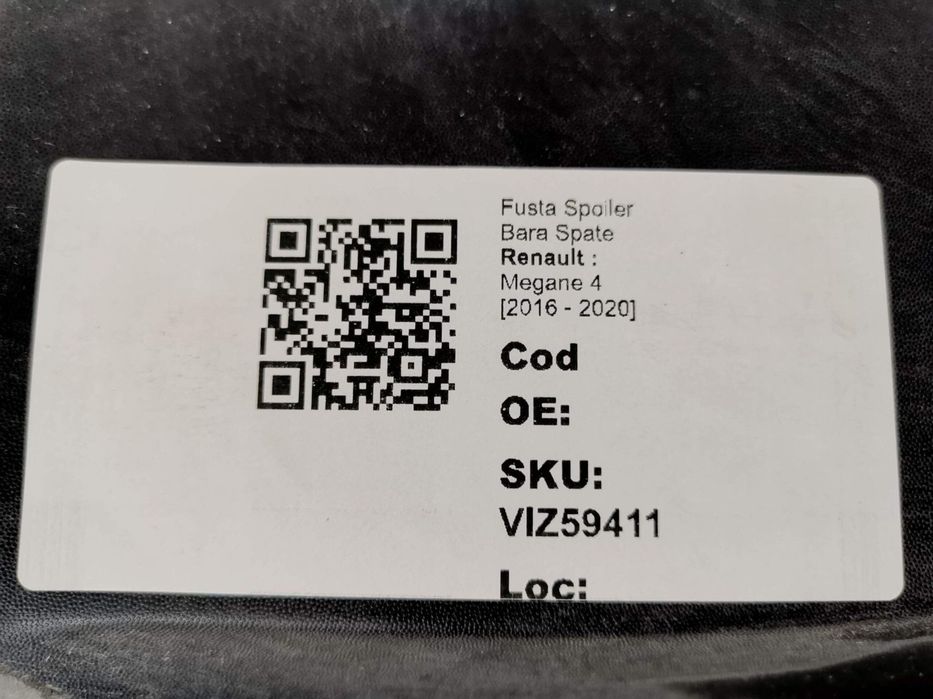 Fusta Spoiler
Bara Spate
Renault :
Megane 4
[2016 - 2020]
Cod
OE:
SKU:
VIZ59411
Loc: